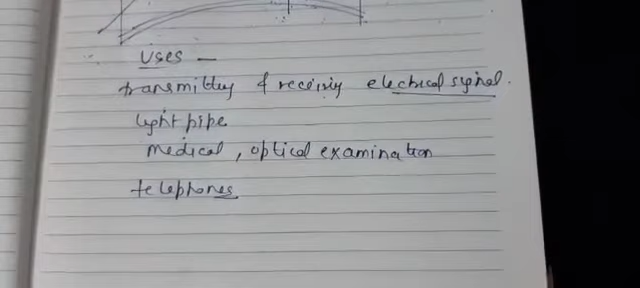 Uses —
transmitting & receiving electrical signal.
light pipe
medical, optical examination
telephones